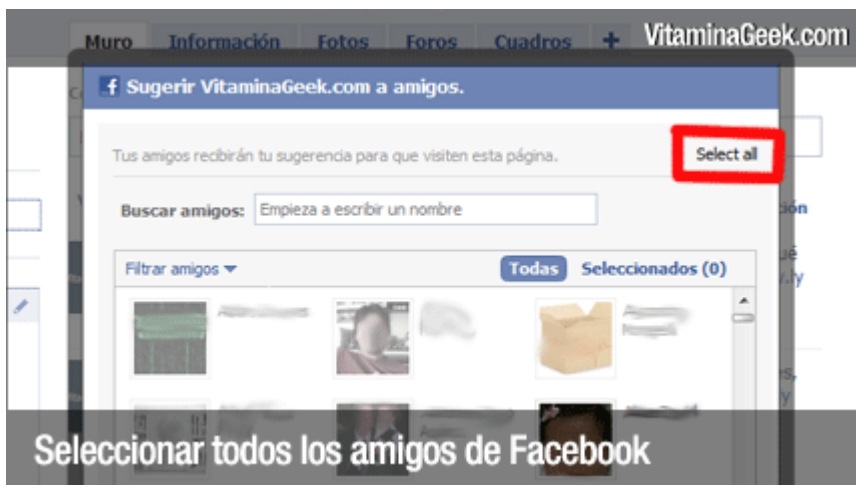 Muro Información Fotos Foros Cuadros +
VitaminaGeek.com
Sugerir VitaminaGeek.com a amigos.
Tus amigos recibirán tu sugerencia para que visiten esta página.
Select all
Buscar amigos: Empieza a escribir un nombre
Filtrar amigos
Todas Seleccionados (0)
Seleccionar todos los amigos de Facebook